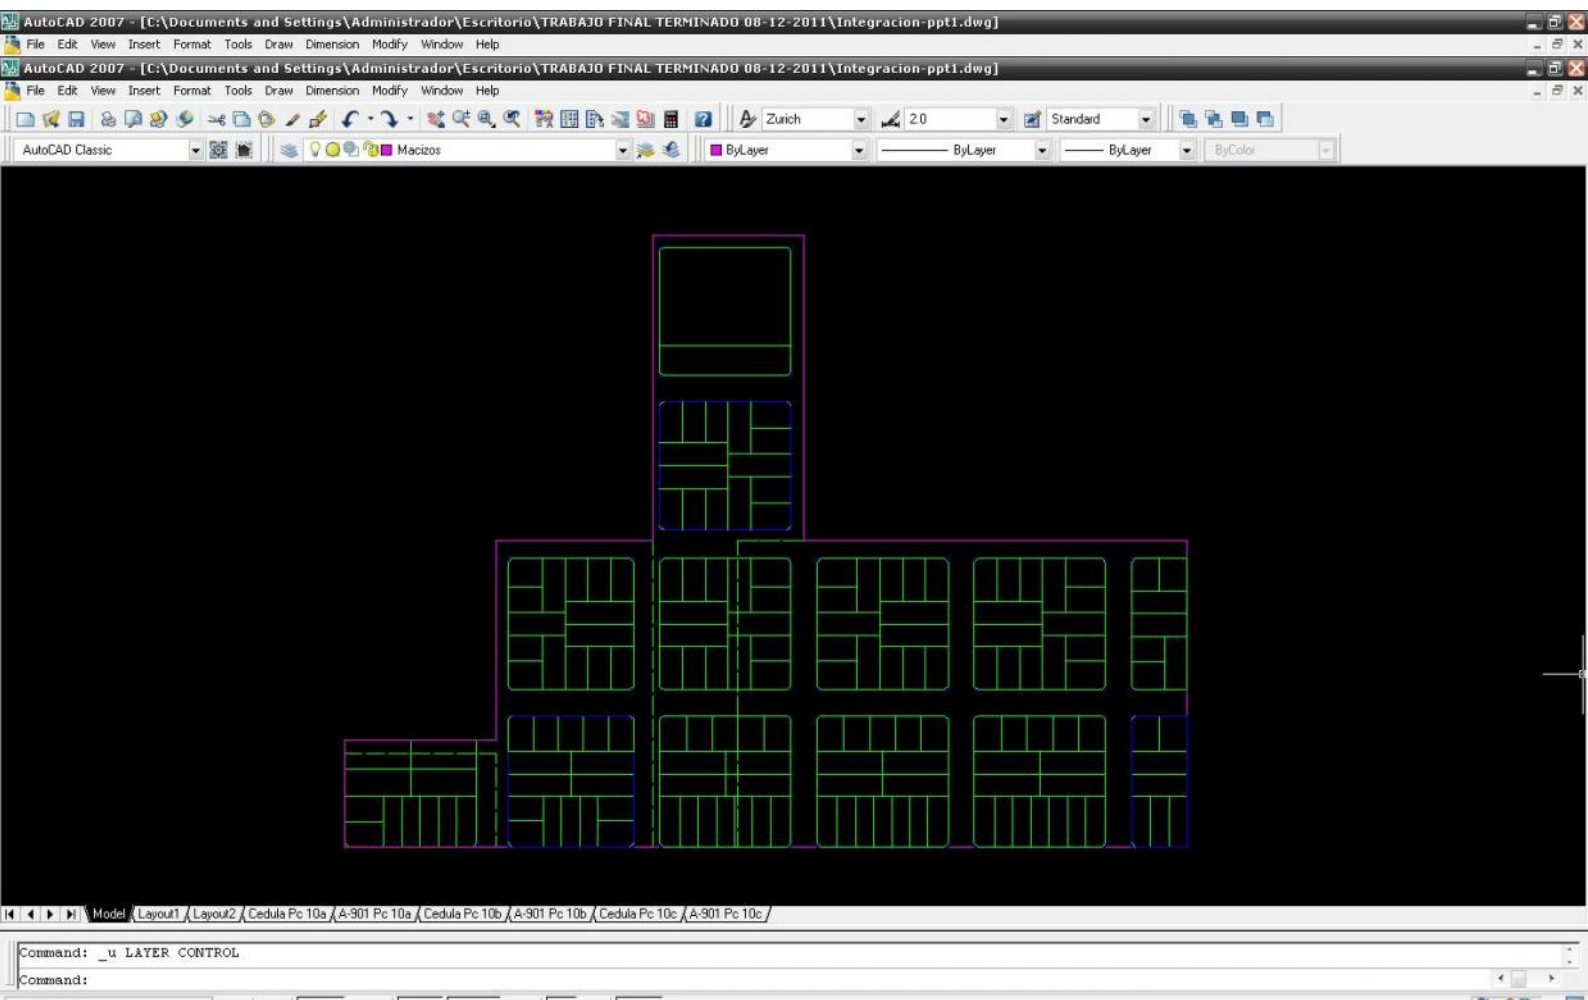 AutoCAD 2007 - [C:\Documents and Settings\Administrador\Escritorio\TRABAJO FINAL TERMINADO 08-12-2011\Integracion-ppt1.dwg]
File Edit View Insert Format Tools Draw Dimension Modify Window Help
AutoCAD 2007 - [C:\Documents and Settings\Administrador\Escritorio\TRABAJO FINAL TERMINADO 08-12-2011\Integracion-ppt1.dwg]
File Edit View Insert Format Tools Draw Dimension Modify Window Help
Zurich 2.0 Standard
AutoCAD Classic Macizos ByLayer ByLayer ByLayer ByColor
Model Layout1 Layout2 Cedula Pc 10a A-901 Pc 10a Cedula Pc 10b A-901 Pc 10b Cedula Pc 10c A-901 Pc 10c
Command: _u LAYER CONTROL
Command: